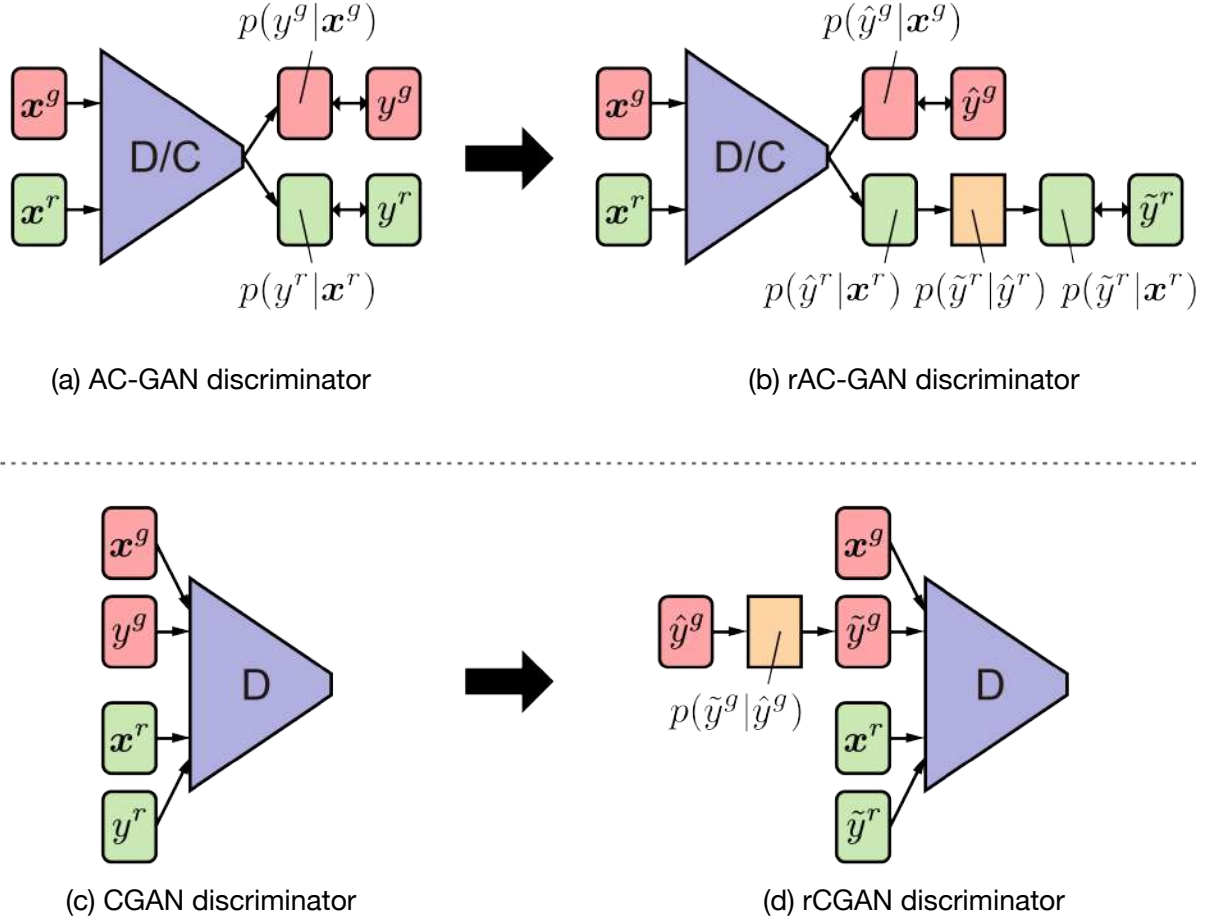 p(y^g|x^g)
x^g
D/C
y^g
x^r
y^r
p(y^r|x^r)
(a) AC-GAN discriminator
p(ŷ^g|x^g)
x^g
D/C
ŷ^g
x^r
ỹ^r
p(ŷ^r|x^r) p(ỹ^r|ŷ^r) p(ỹ^r|x^r)
(b) rAC-GAN discriminator
x^g
y^g
D
x^r
y^r
(c) CGAN discriminator
x^g
ŷ^g
ỹ^g
p(ỹ^g|ŷ^g)
D
x^r
ỹ^r
(d) rCGAN discriminator